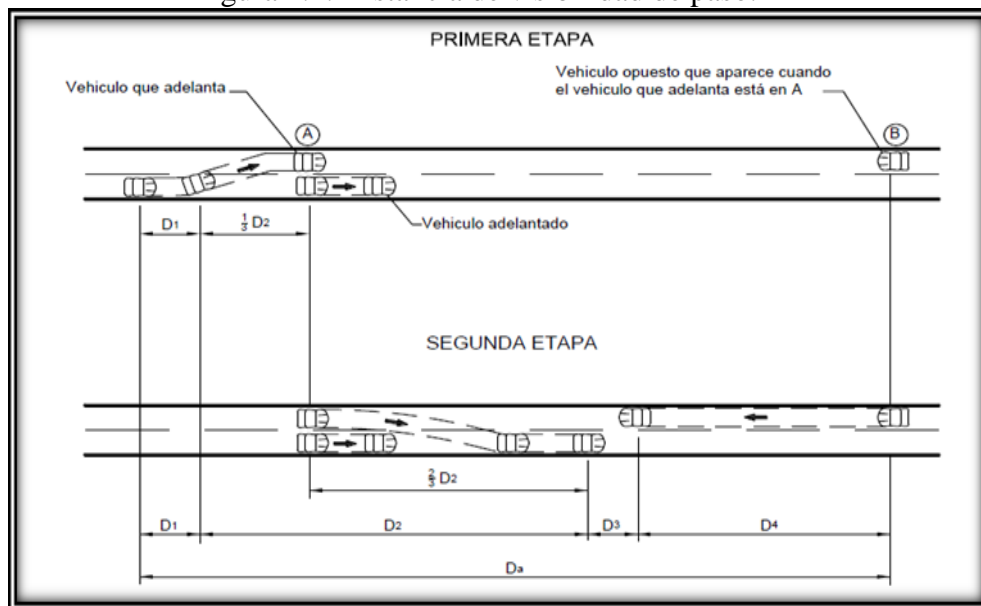 PRIMERA ETAPA
Vehiculo que adelanta
Vehiculo opuesto que aparece cuando
el vehiculo que adelanta está en A
A
B
Vehiculo adelantado
D1
1/3 D2
SEGUNDA ETAPA
2/3 D2
D1
D2
D3
D4
Da